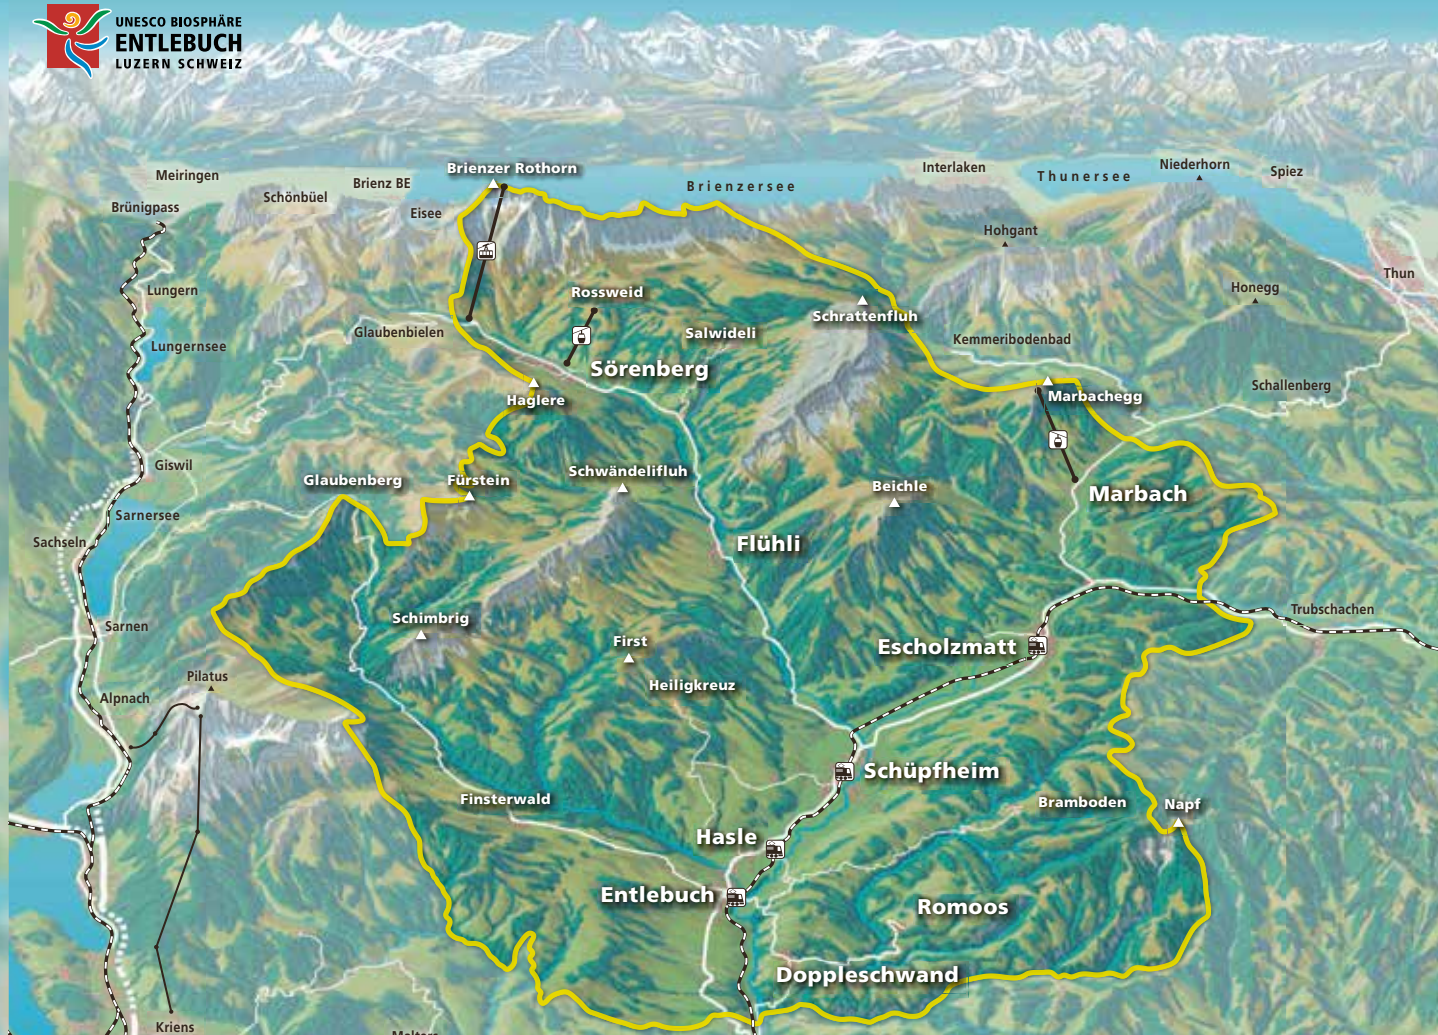 UNESCO BIOSPHÄRE
ENTLEBUCH
LUZERN SCHWEIZ
Meiringen
Brienz BE
Schönbüel
Brünigpass
Eisee
Brienzer Rothorn
Brienzersee
Interlaken
Thunersee
Niederhorn
Spiez
Hohgant
Thun
Honegg
Lungern
Rossweid
Schrattenfluh
Glaubenbielen
Salwideli
Kemmeribodenbad
Lungernsee
Sörenberg
Schallenberg
Haglere
Marbachegg
Giswil
Glaubenberg
Fürstein
Schwändelifluh
Beichle
Marbach
Sarnersee
Sachseln
Flühli
Trubschachen
Sarnen
Schimbrig
First
Escholzmatt
Pilatus
Heiligkreuz
Alpnach
Schüpfheim
Finsterwald
Bramboden
Napf
Hasle
Entlebuch
Romoos
Doppleschwand
Kriens